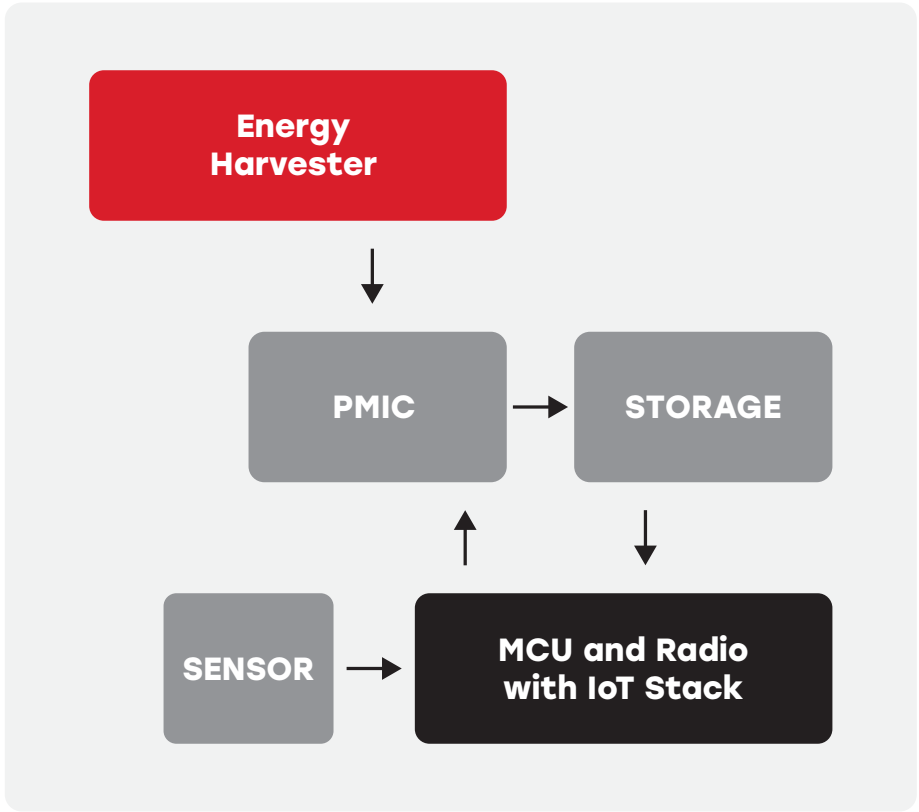 Energy
Harvester
PMIC
STORAGE
SENSOR
MCU and Radio
with IoT Stack